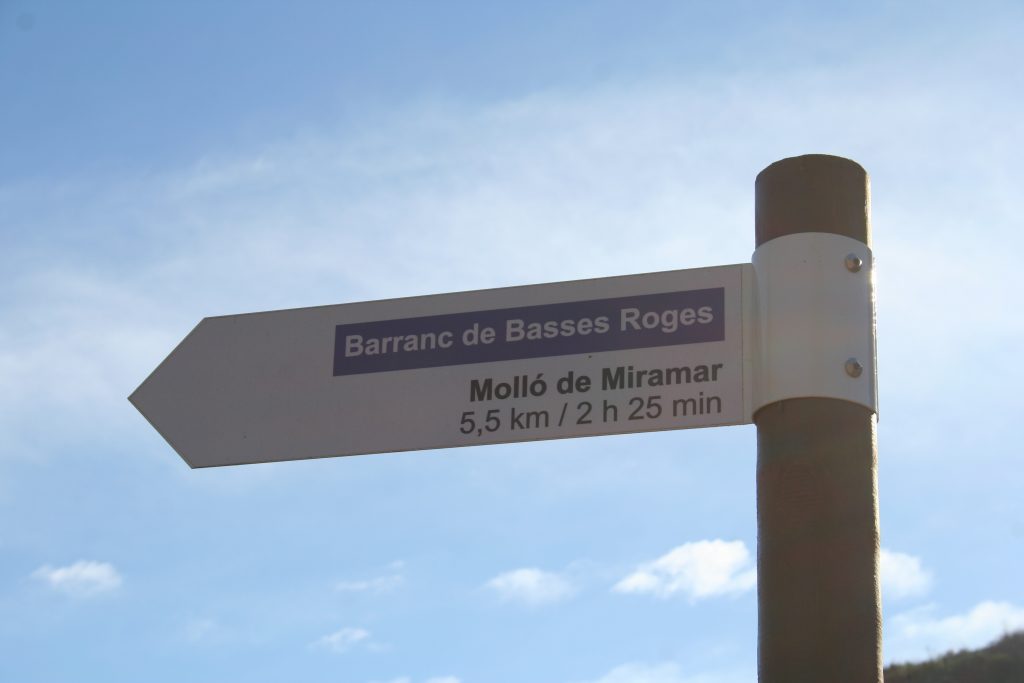 Barranc de Basses Roges
Molló de Miramar
5,5 km / 2 h 25 min